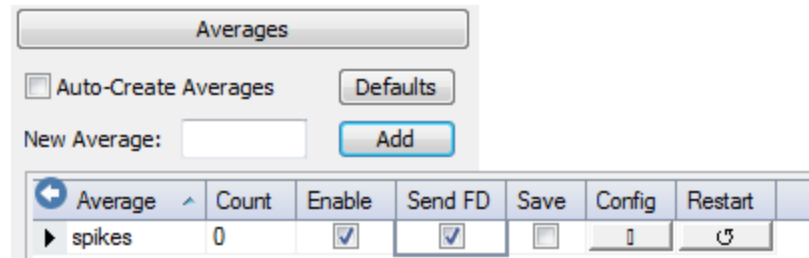 Averages
Auto-Create Averages Defaults
New Average: Add
Average Count Enable Send FD Save Config Restart
spikes 0